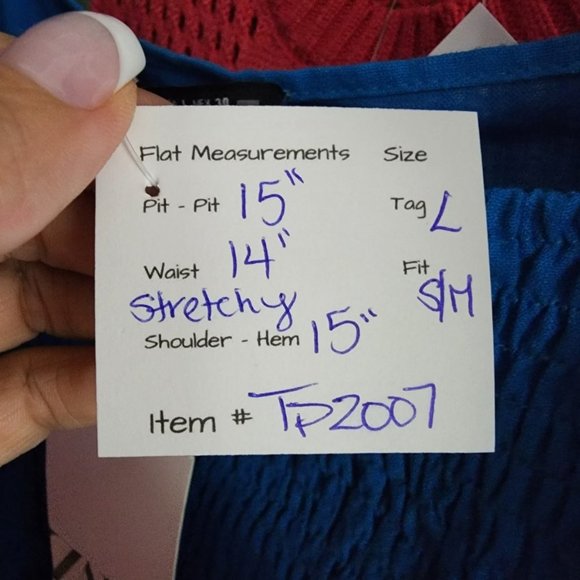 Flat Measurements Size
Pit - Pit 15" Tag L
Waist 14" Fit S/M
Stretchy
Shoulder - Hem 15"
Item # TP2007